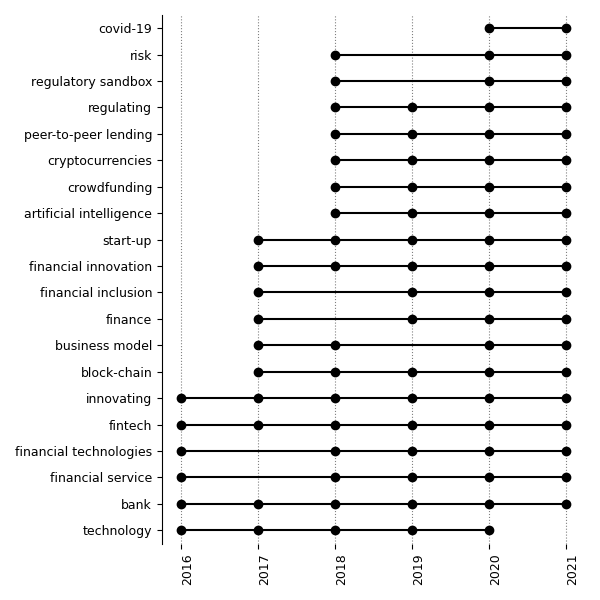 covid-19
risk
regulatory sandbox
regulating
peer-to-peer lending
cryptocurrencies
crowdfunding
artificial intelligence
start-up
financial innovation
financial inclusion
finance
business model
block-chain
innovating
fintech
financial technologies
financial service
bank
technology
2016
2017
2018
2019
2020
2021